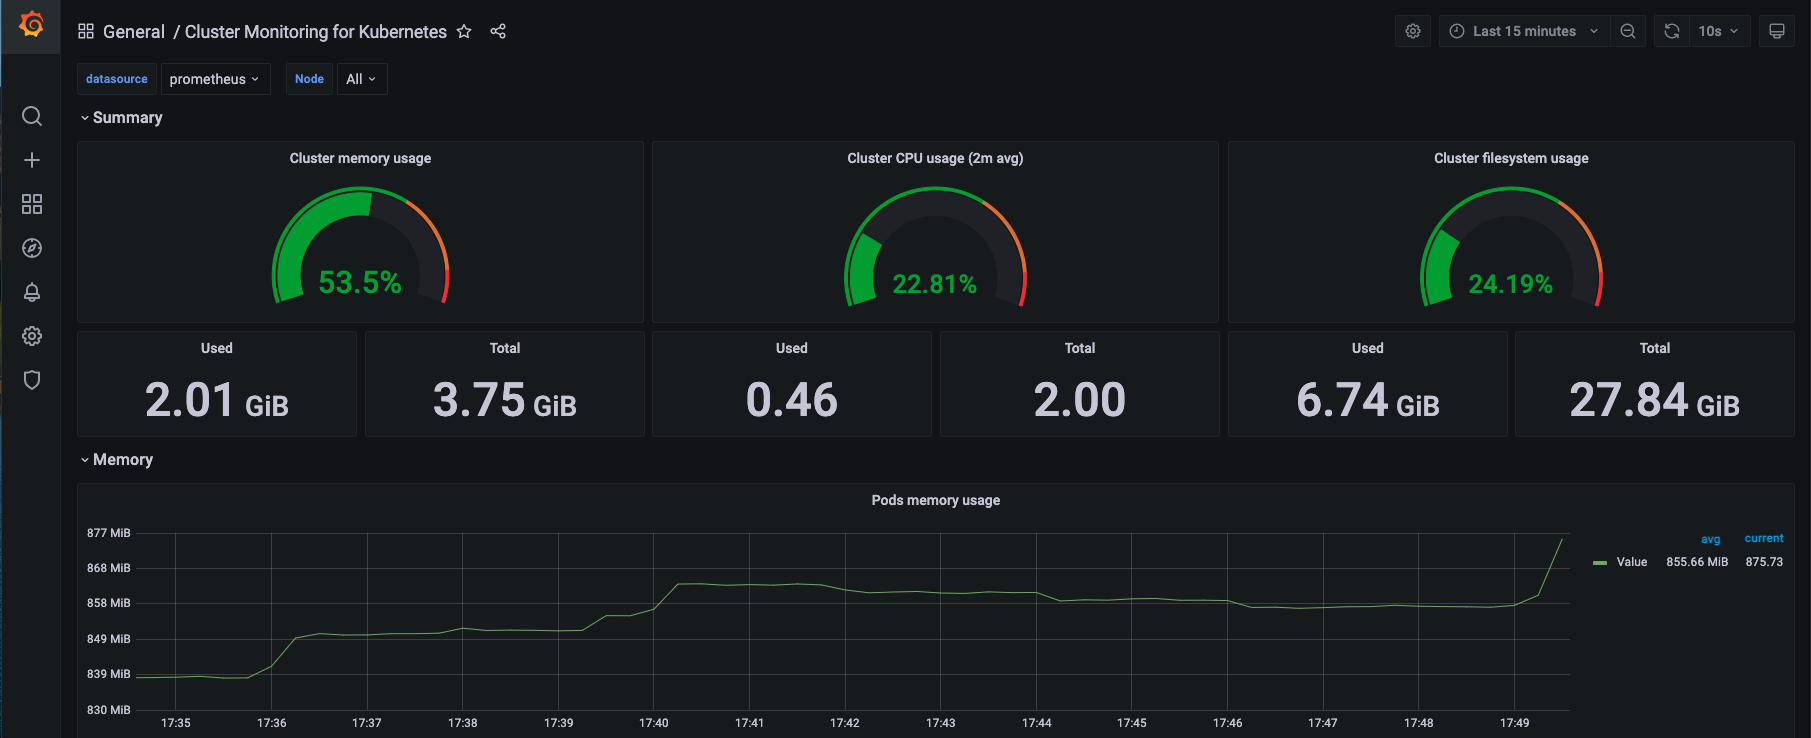 General / Cluster Monitoring for Kubernetes
Last 15 minutes
10s
datasource prometheus Node All
Summary
Cluster memory usage
53.5%
Cluster CPU usage (2m avg)
22.81%
Cluster filesystem usage
24.19%
Used
2.01 GiB
Total
3.75 GiB
Used
0.46
Total
2.00
Used
6.74 GiB
Total
27.84 GiB
Memory
Pods memory usage
877 MiB
868 MiB
858 MiB
849 MiB
839 MiB
830 MiB
17:35 17:36 17:37 17:38 17:39 17:40 17:41 17:42 17:43 17:44 17:45 17:46 17:47 17:48 17:49
avg current
Value 855.66 MiB 875.73